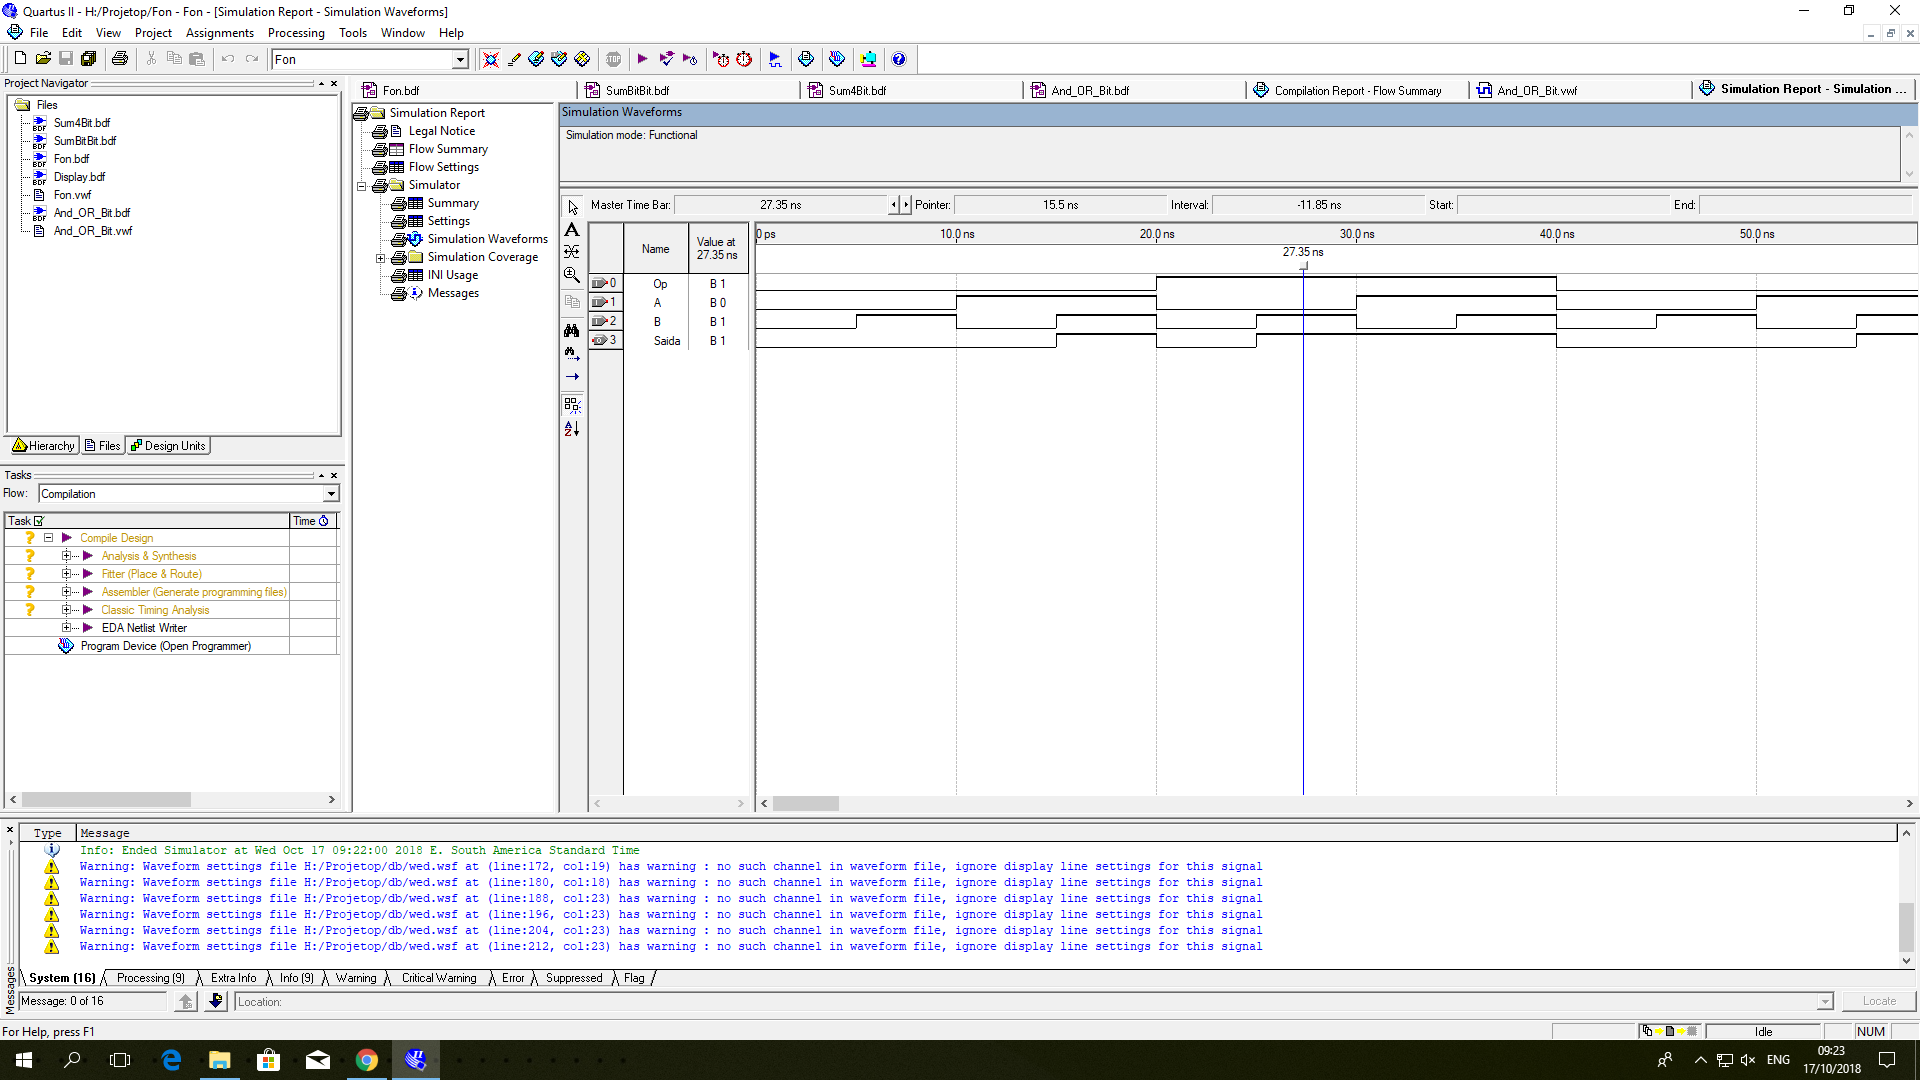 Quartus II - H:/Projetop/Fon - Fon - [Simulation Report - Simulation Waveforms]
File Edit View Project Assignments Processing Tools Window Help
Fon
Project Navigator
Files
Sum4Bit.bdf
SumBitBit.bdf
Fon.bdf
Display.bdf
Fon.vwf
And_OR_Bit.bdf
And_OR_Bit.vwf
Hierarchy Files Design Units
Tasks
Flow: Compilation
Task Time
Compile Design
Analysis & Synthesis
Fitter (Place & Route)
Assembler (Generate programming files)
Classic Timing Analysis
EDA Netlist Writer
Program Device (Open Programmer)
Fon.bdf SumBitBit.bdf Sum4Bit.bdf And_OR_Bit.bdf Compilation Report - Flow Summary And_OR_Bit.vwf Simulation Report - Simulation ...
Simulation Report
Legal Notice
Flow Summary
Flow Settings
Simulator
Summary
Settings
Simulation Waveforms
Simulation Coverage
INI Usage
Messages
Simulation Waveforms
Simulation mode: Functional
Master Time Bar: 27.35 ns Pointer: 15.5 ns Interval: -11.85 ns Start: End:
Name Value at 27.35 ns
0 ps 10.0 ns 20.0 ns 30.0 ns 40.0 ns 50.0 ns
27.35 ns
0 Op B 1
1 A B 0
2 B B 1
3 Saida B 1
Type Message
Info: Ended Simulator at Wed Oct 17 09:22:00 2018 E. South America Standard Time
Warning: Waveform settings file H:/Projetop/db/wed.wsf at (line:172, col:19) has warning : no such channel in waveform file, ignore display line settings for this signal
Warning: Waveform settings file H:/Projetop/db/wed.wsf at (line:180, col:18) has warning : no such channel in waveform file, ignore display line settings for this signal
Warning: Waveform settings file H:/Projetop/db/wed.wsf at (line:188, col:23) has warning : no such channel in waveform file, ignore display line settings for this signal
Warning: Waveform settings file H:/Projetop/db/wed.wsf at (line:196, col:23) has warning : no such channel in waveform file, ignore display line settings for this signal
Warning: Waveform settings file H:/Projetop/db/wed.wsf at (line:204, col:23) has warning : no such channel in waveform file, ignore display line settings for this signal
Warning: Waveform settings file H:/Projetop/db/wed.wsf at (line:212, col:23) has warning : no such channel in waveform file, ignore display line settings for this signal
System (16) Processing (9) Extra Info Info (9) Warning Critical Warning Error Suppressed Flag
Messages
Message: 0 of 16 Location: Locate
For Help, press F1 Idle NUM
ENG 09:23
17/10/2018